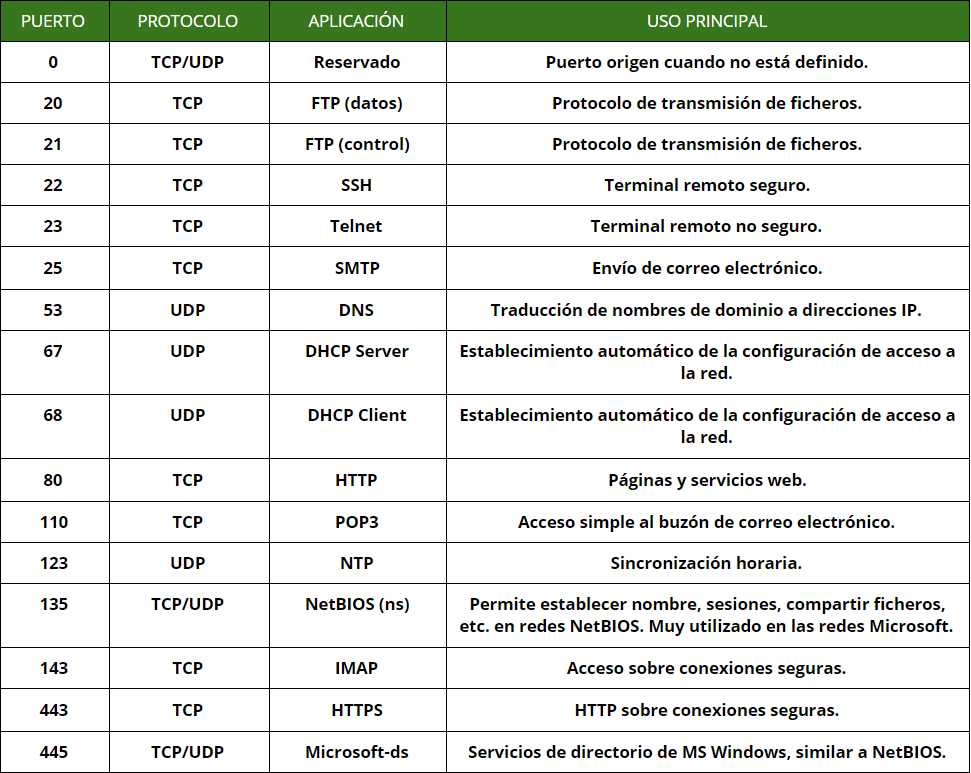 PUERTO PROTOCOLO APLICACIÓN USO PRINCIPAL
0 TCP/UDP Reservado Puerto origen cuando no está definido.
20 TCP FTP (datos) Protocolo de transmisión de ficheros.
21 TCP FTP (control) Protocolo de transmisión de ficheros.
22 TCP SSH Terminal remoto seguro.
23 TCP Telnet Terminal remoto no seguro.
25 TCP SMTP Envío de correo electrónico.
53 UDP DNS Traducción de nombres de dominio a direcciones IP.
67 UDP DHCP Server Establecimiento automático de la configuración de acceso a
la red.
68 UDP DHCP Client Establecimiento automático de la configuración de acceso a
la red.
80 TCP HTTP Páginas y servicios web.
110 TCP POP3 Acceso simple al buzón de correo electrónico.
123 UDP NTP Sincronización horaria.
135 TCP/UDP NetBIOS (ns) Permite establecer nombre, sesiones, compartir ficheros,
etc. en redes NetBIOS. Muy utilizado en las redes Microsoft.
143 TCP IMAP Acceso sobre conexiones seguras.
443 TCP HTTPS HTTP sobre conexiones seguras.
445 TCP/UDP Microsoft-ds Servicios de directorio de MS Windows, similar a NetBIOS.